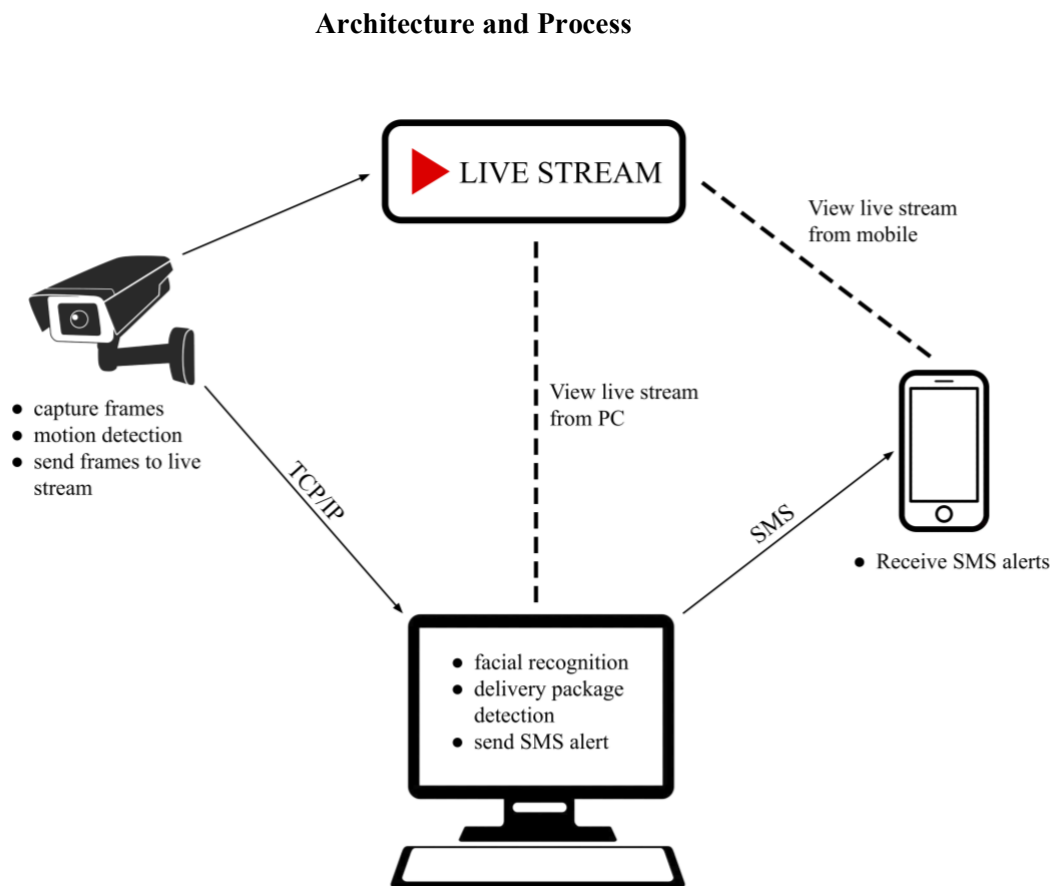 Architecture and Process
LIVE STREAM
View live stream
from mobile
● capture frames
● motion detection
● send frames to live
stream
View live stream
from PC
TCP/IP
SMS
● Receive SMS alerts
● facial recognition
● delivery package
detection
● send SMS alert